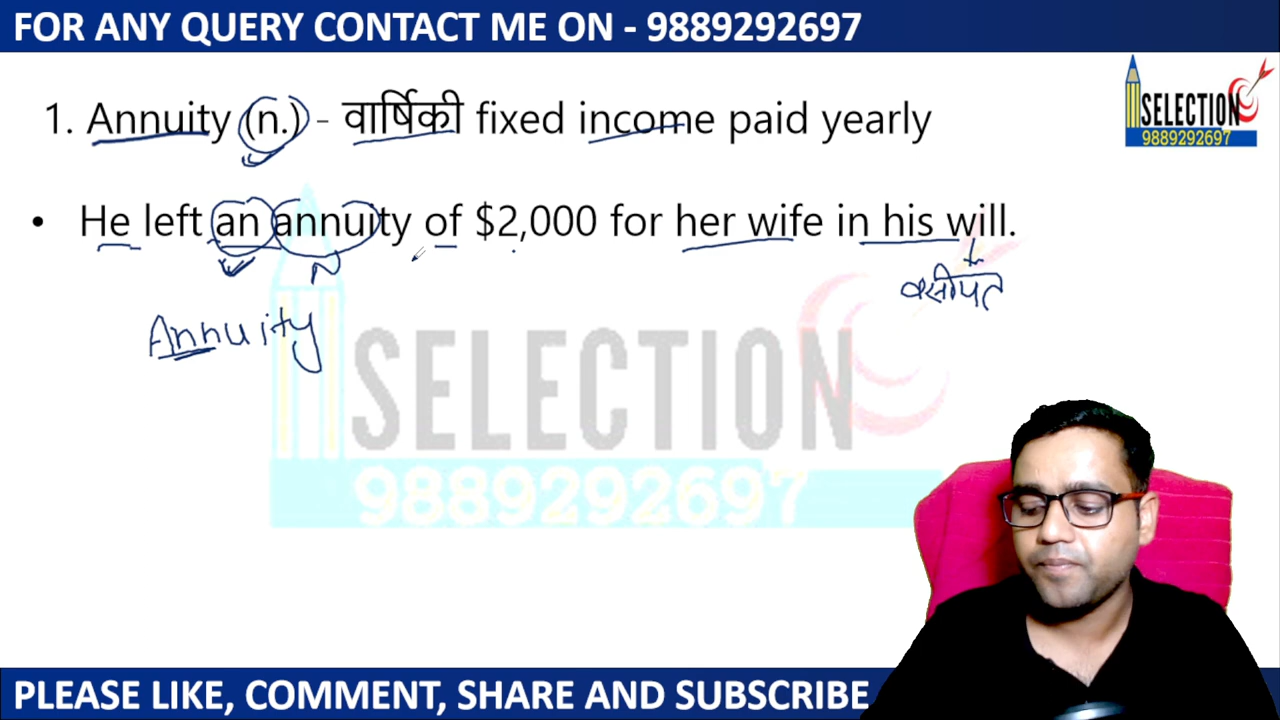 FOR ANY QUERY CONTACT ME ON - 9889292697
SELECTION
9889292697
1. Annuity (n.) - वार्षिकी fixed income paid yearly
• He left an annuity of $2,000 for her wife in his will.
N
वसीयत
Annuity
SELECTION
9889292697
PLEASE LIKE, COMMENT, SHARE AND SUBSCRIBE